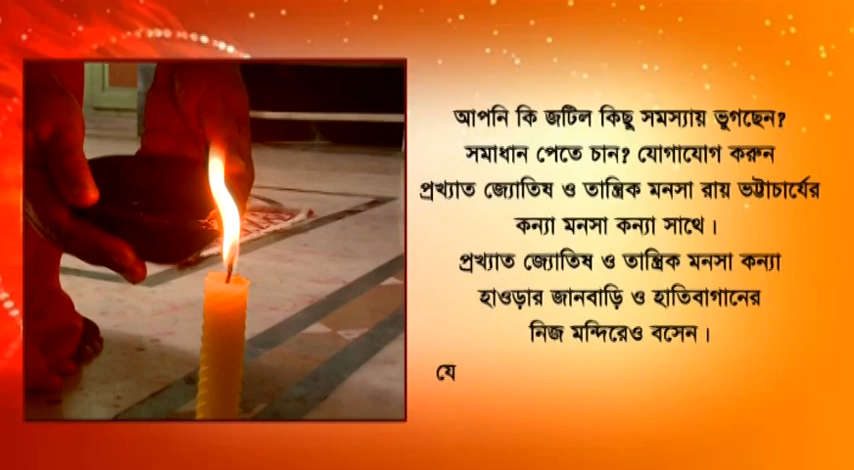 আপনি কি জটিল কিছু সমস্যায় ভুগছেন?
সমাধান পেতে চান? যোগাযোগ করুন
প্রখ্যাত জ্যোতিষ ও তান্ত্রিক মনসা রায় ভট্টাচার্যের
কন্যা মনসা কন্যা সাথে।
প্রখ্যাত জ্যোতিষ ও তান্ত্রিক মনসা কন্যা
হাওড়ার জানবাড়ি ও হাতিবাগানের
নিজ মন্দিরেও বসেন।
যে